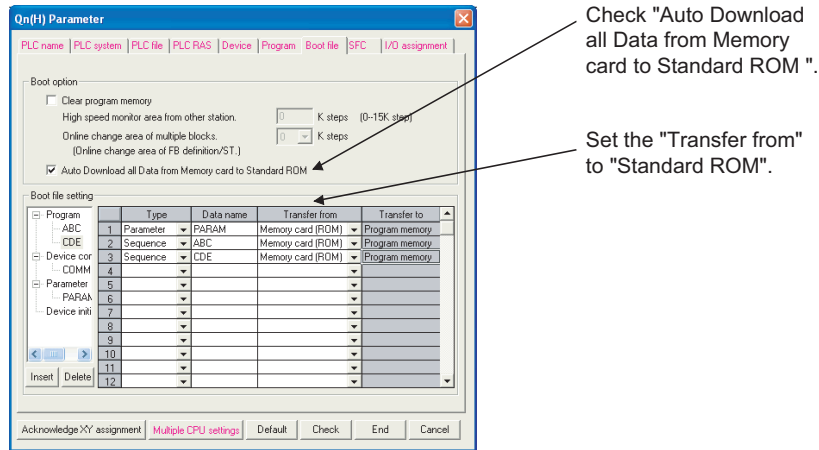 Qn(H) Parameter
PLC name PLC system PLC file PLC RAS Device Program Boot file SFC I/O assignment
Boot option
Clear program memory
High speed monitor area from other station. 0 K steps (0--15K step)
Online change area of multiple blocks. 0 K steps
(Online change area of FB definition/ST.)
Auto Download all Data from Memory card to Standard ROM
Boot file setting
Program
ABC
CDE
Device cor
COMM
Parameter
PARAM
Device initi
Type Data name Transfer from Transfer to
1 Parameter PARAM Memory card (ROM) Program memory
2 Sequence ABC Memory card (ROM) Program memory
3 Sequence CDE Memory card (ROM) Program memory
4
5
6
7
8
9
10
11
12
Insert Delete
Acknowledge XY assignment Multiple CPU settings Default Check End Cancel
Check "Auto Download
all Data from Memory
card to Standard ROM ".
Set the "Transfer from"
to "Standard ROM".